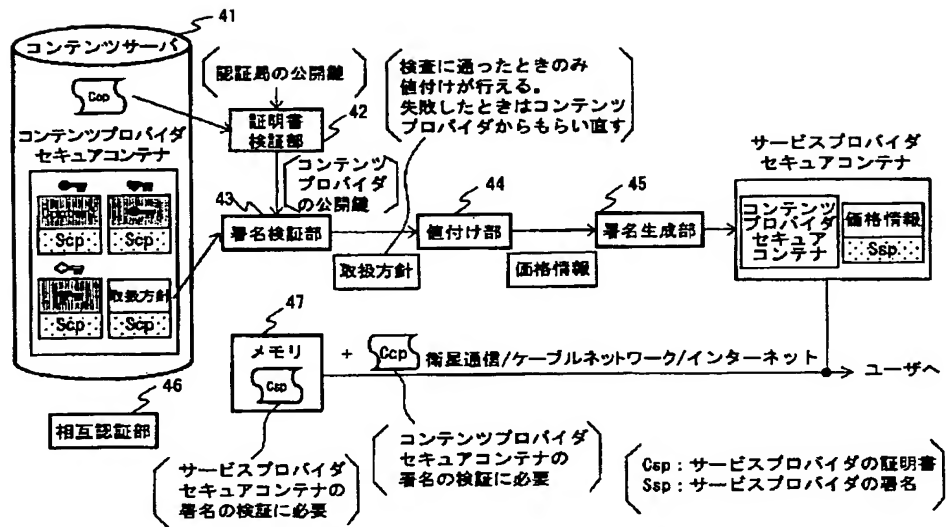 41
コンテンツサーバ
Ccp
コンテンツプロバイダ
セキュアコンテナ
Scp
Scp
Scp
取扱方針
Scp
認証局の公開鍵
証明書
検証部
42
コンテンツ
プロバイダ
の公開鍵
43
署名検証部
検査に通ったときのみ
値付けが行える。
失敗したときはコンテンツ
プロバイダからもらい直す
44
値付け部
取扱方針
45
署名生成部
価格情報
サービスプロバイダ
セキュアコンテナ
コンテンツ
プロバイダ
セキュア
コンテナ
価格情報
Ssp
46
相互認証部
47
メモリ
Csp
+
Ccp
衛星通信/ケーブルネットワーク/インターネット
ユーザへ
サービスプロバイダ
セキュアコンテナの
署名の検証に必要
コンテンツプロバイダ
セキュアコンテナの
署名の検証に必要
Csp:サービスプロバイダの証明書
Ssp:サービスプロバイダの署名